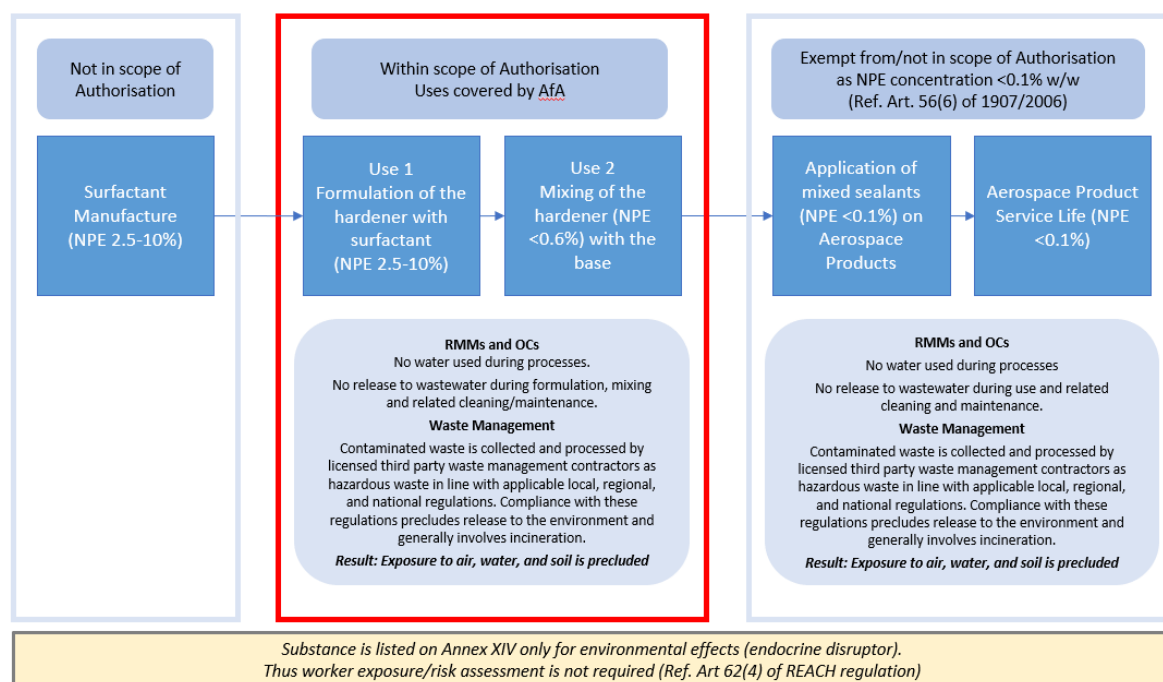 Not in scope of
Authorisation
Within scope of Authorisation
Uses covered by AfA
Exempt from/not in scope of Authorisation
as NPE concentration <0.1% w/w
(Ref. Art. 56(6) of 1907/2006)
Surfactant
Manufacture
(NPE 2.5-10%)
Use 1
Formulation of the
hardener with
surfactant
(NPE 2.5-10%)
Use 2
Mixing of the
hardener (NPE
<0.6%) with the
base
Application of
mixed sealants
(NPE <0.1%) on
Aerospace
Products
Aerospace Product
Service Life (NPE
<0.1%)
RMMs and OCs
No water used during processes.
No release to wastewater during formulation, mixing
and related cleaning/maintenance.
Waste Management
Contaminated waste is collected and processed by
licensed third party waste management contractors as
hazardous waste in line with applicable local, regional,
and national regulations. Compliance with these
regulations precludes release to the environment and
generally involves incineration.
Result: Exposure to air, water, and soil is precluded
RMMs and OCs
No water used during processes
No release to wastewater during use and related
cleaning and maintenance.
Waste Management
Contaminated waste is collected and processed by
licensed third party waste management contractors as
hazardous waste in line with applicable local, regional,
and national regulations. Compliance with these
regulations precludes release to the environment and
generally involves incineration.
Result: Exposure to air, water, and soil is precluded
Substance is listed on Annex XIV only for environmental effects (endocrine disruptor).
Thus worker exposure/risk assessment is not required (Ref. Art 62(4) of REACH regulation)